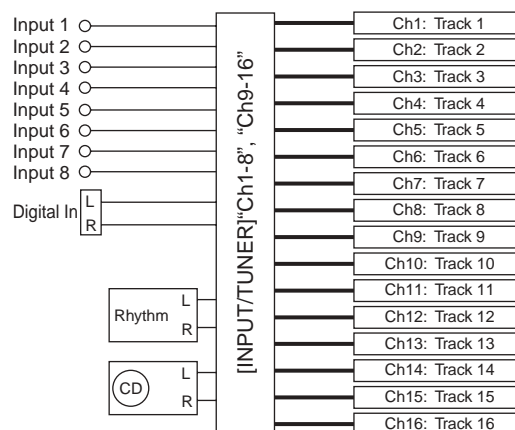 Input 1
Input 2
Input 3
Input 4
Input 5
Input 6
Input 7
Input 8
Digital In
L
R
Rhythm
L
R
CD
L
R
[INPUT/TUNER]“Ch1-8”, “Ch9-16”
Ch1: Track 1
Ch2: Track 2
Ch3: Track 3
Ch4: Track 4
Ch5: Track 5
Ch6: Track 6
Ch7: Track 7
Ch8: Track 8
Ch9: Track 9
Ch10: Track 10
Ch11: Track 11
Ch12: Track 12
Ch13: Track 13
Ch14: Track 14
Ch15: Track 15
Ch16: Track 16